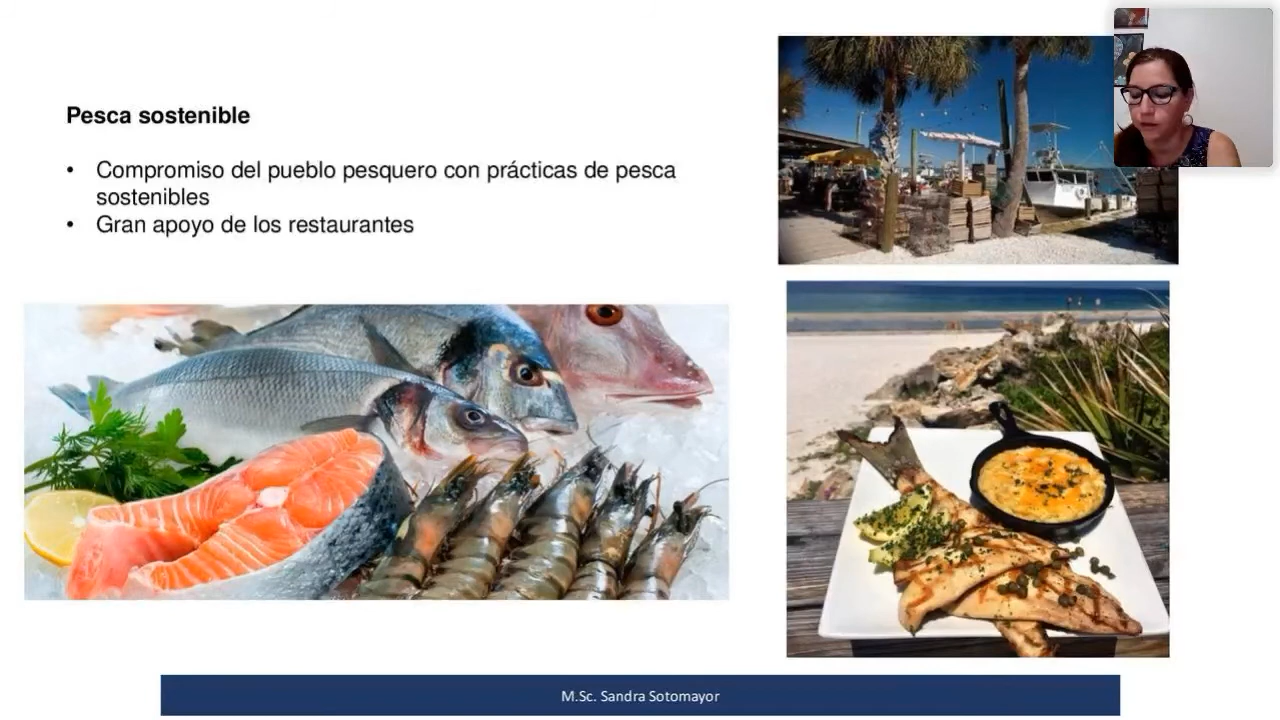 Pesca sostenible
• Compromiso del pueblo pesquero con prácticas de pesca
sostenibles
• Gran apoyo de los restaurantes
M.Sc. Sandra Sotomayor